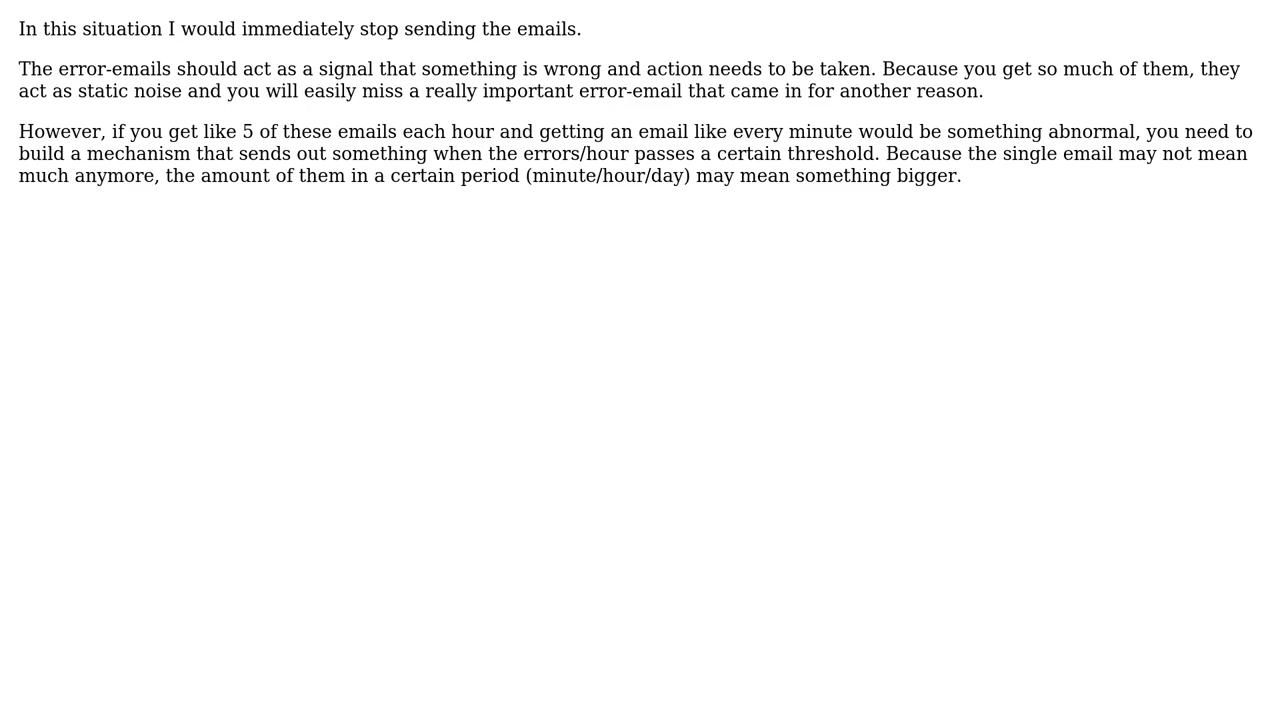 In this situation I would immediately stop sending the emails.
The error-emails should act as a signal that something is wrong and action needs to be taken. Because you get so much of them, they
act as static noise and you will easily miss a really important error-email that came in for another reason.
However, if you get like 5 of these emails each hour and getting an email like every minute would be something abnormal, you need to
build a mechanism that sends out something when the errors/hour passes a certain threshold. Because the single email may not mean
much anymore, the amount of them in a certain period (minute/hour/day) may mean something bigger.